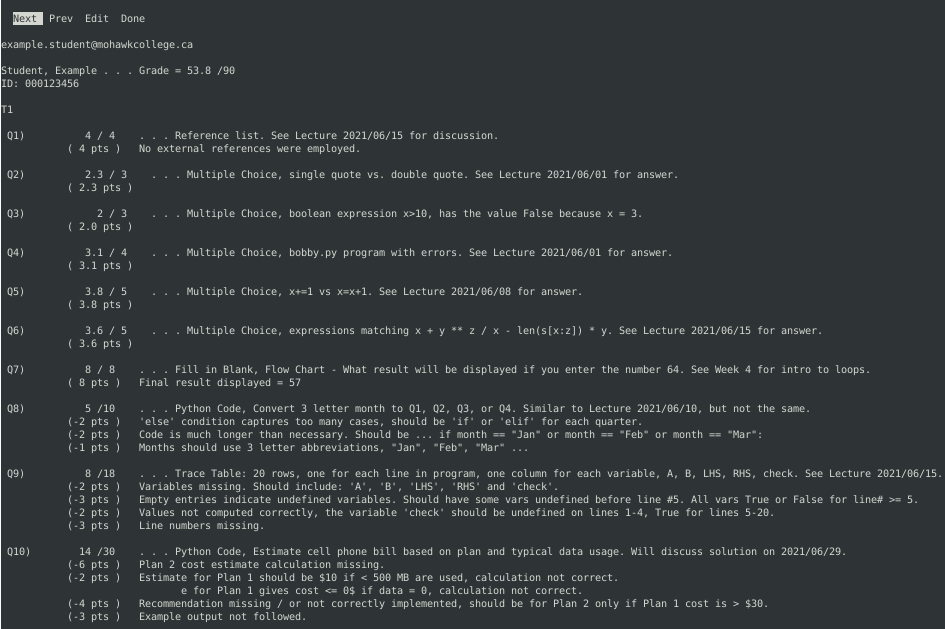 Next Prev Edit Done
example.student@mohawkcollege.ca
Student, Example . . . Grade = 53.8 /90
ID: 000123456
T1
Q1) 4 / 4 . . . Reference list. See Lecture 2021/06/15 for discussion.
( 4 pts ) No external references were employed.
Q2) 2.3 / 3 . . . Multiple Choice, single quote vs. double quote. See Lecture 2021/06/01 for answer.
( 2.3 pts )
Q3) 2 / 3 . . . Multiple Choice, boolean expression x>10, has the value False because x = 3.
( 2.0 pts )
Q4) 3.1 / 4 . . . Multiple Choice, bobby.py program with errors. See Lecture 2021/06/01 for answer.
( 3.1 pts )
Q5) 3.8 / 5 . . . Multiple Choice, x+=1 vs x=x+1. See Lecture 2021/06/08 for answer.
( 3.8 pts )
Q6) 3.6 / 5 . . . Multiple Choice, expressions matching x + y ** z / x - len(s[x:z]) * y. See Lecture 2021/06/15 for answer.
( 3.6 pts )
Q7) 8 / 8 . . . Fill in Blank, Flow Chart - What result will be displayed if you enter the number 64. See Week 4 for intro to loops.
( 8 pts ) Final result displayed = 57
Q8) 5 /10 . . . Python Code, Convert 3 letter month to Q1, Q2, Q3, or Q4. Similar to Lecture 2021/06/10, but not the same.
(-2 pts ) 'else' condition captures too many cases, should be 'if' or 'elif' for each quarter.
(-2 pts ) Code is much longer than necessary. Should be ... if month == "Jan" or month == "Feb" or month == "Mar":
(-1 pts ) Months should use 3 letter abbreviations, "Jan", "Feb", "Mar" ...
Q9) 8 /18 . . . Trace Table: 20 rows, one for each line in program, one column for each variable, A, B, LHS, RHS, check. See Lecture 2021/06/15.
(-2 pts ) Variables missing. Should include: 'A', 'B', 'LHS', 'RHS' and 'check'.
(-3 pts ) Empty entries indicate undefined variables. Should have some vars undefined before line #5. All vars True or False for line# >= 5.
(-2 pts ) Values not computed correctly, the variable 'check' should be undefined on lines 1-4, True for lines 5-20.
(-3 pts ) Line numbers missing.
Q10) 14 /30 . . . Python Code, Estimate cell phone bill based on plan and typical data usage. Will discuss solution on 2021/06/29.
(-6 pts ) Plan 2 cost estimate calculation missing.
(-2 pts ) Estimate for Plan 1 should be $10 if < 500 MB are used, calculation not correct.
e for Plan 1 gives cost <= 0$ if data = 0, calculation not correct.
(-4 pts ) Recommendation missing / or not correctly implemented, should be for Plan 2 only if Plan 1 cost is > $30.
(-3 pts ) Example output not followed.